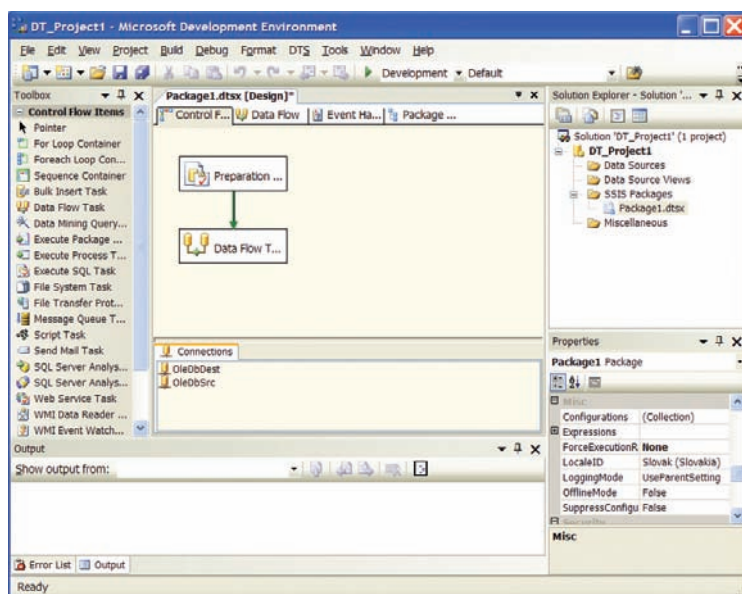 DT_Project1 - Microsoft Development Environment
File Edit View Project Build Debug Format DTS Tools Window Help
Development Default
Toolbox
Control Flow Items
Pointer
For Loop Container
Foreach Loop Con...
Sequence Container
Bulk Insert Task
Data Flow Task
Data Mining Query...
Execute Package ...
Execute Process T...
Execute SQL Task
File System Task
File Transfer Prot...
Message Queue T...
Script Task
Send Mail Task
SQL Server Analys...
SQL Server Analys...
Web Service Task
WMI Data Reader ...
WMI Event Watch...
Package1.dtsx [Design]*
Control F... Data Flow Event Ha... Package ...
Preparation ...
Data Flow T...
Connections
OleDbDest
OleDbSrc
Solution Explorer - Solution '...
Solution 'DT_Project1' (1 project)
DT_Project1
Data Sources
Data Source Views
SSIS Packages
Package1.dtsx
Miscellaneous
Properties
Package1 Package
Misc
Configurations (Collection)
Expressions
ForceExecutionR None
LocaleID Slovak (Slovakia)
LoggingMode UseParentSetting
OfflineMode False
SuppressConfigu False
Security
Misc
Output
Show output from:
Error List Output
Ready